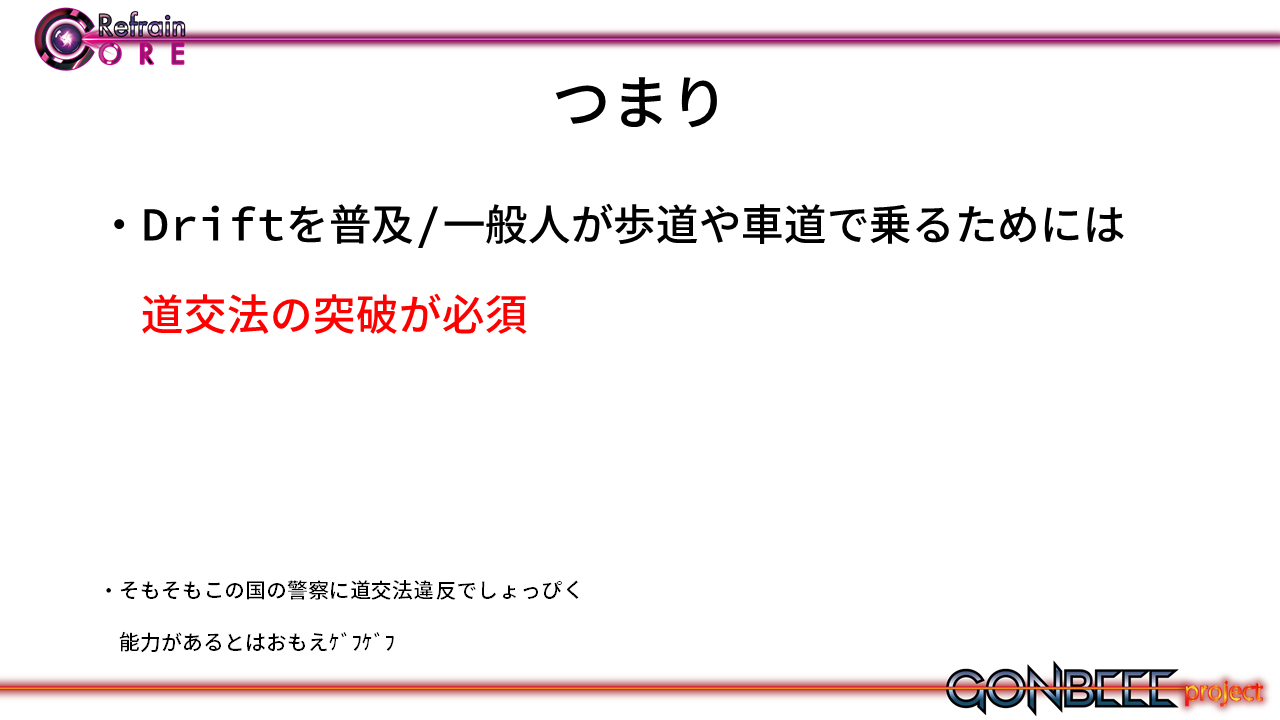 Refrain
CORE
つまり
・Driftを普及/一般人が歩道や車道で乗るためには
道交法の突破が必須
・そもそもこの国の警察に道交法違反でしょっぴく
能力があるとはおもえｹﾞﾌｹﾞﾌ
GONBEEE project